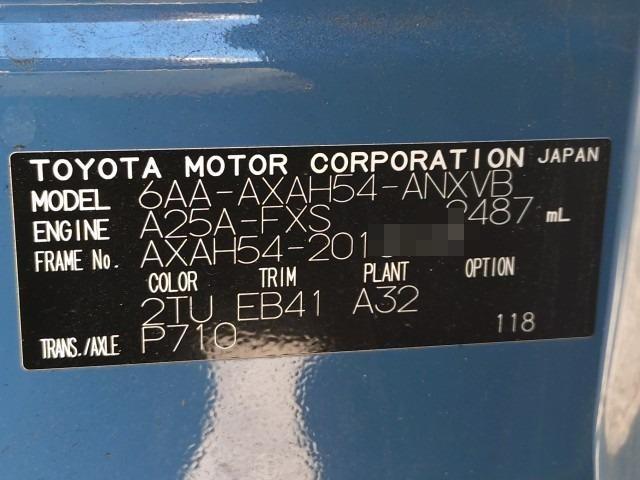 TOYOTA MOTOR CORPORATION JAPAN
MODEL 6AA-AXAH54-ANXVB
ENGINE A25A-FXS 2487 mL
FRAME No. AXAH54-201
COLOR TRIM PLANT OPTION
2TU EB41 A32
TRANS./AXLE P710 118